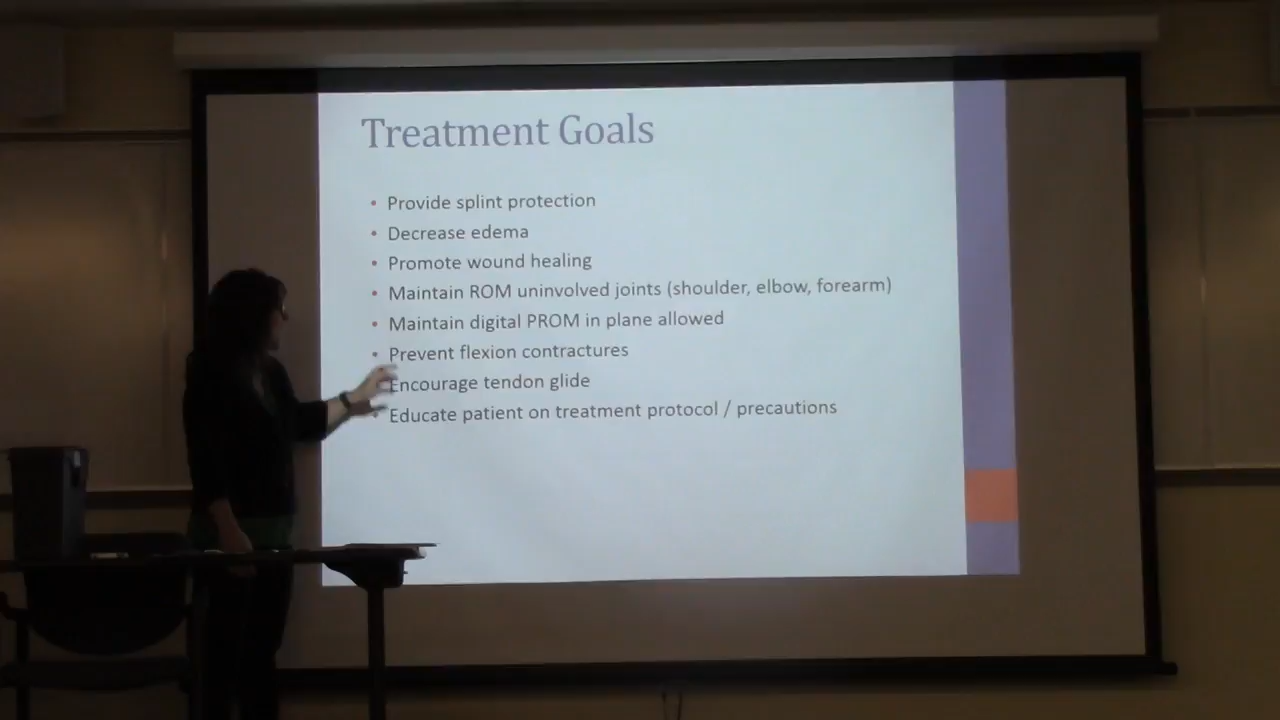 Treatment Goals
• Provide splint protection
• Decrease edema
• Promote wound healing
• Maintain ROM uninvolved joints (shoulder, elbow, forearm)
• Maintain digital PROM in plane allowed
• Prevent flexion contractures
• Encourage tendon glide
• Educate patient on treatment protocol / precautions